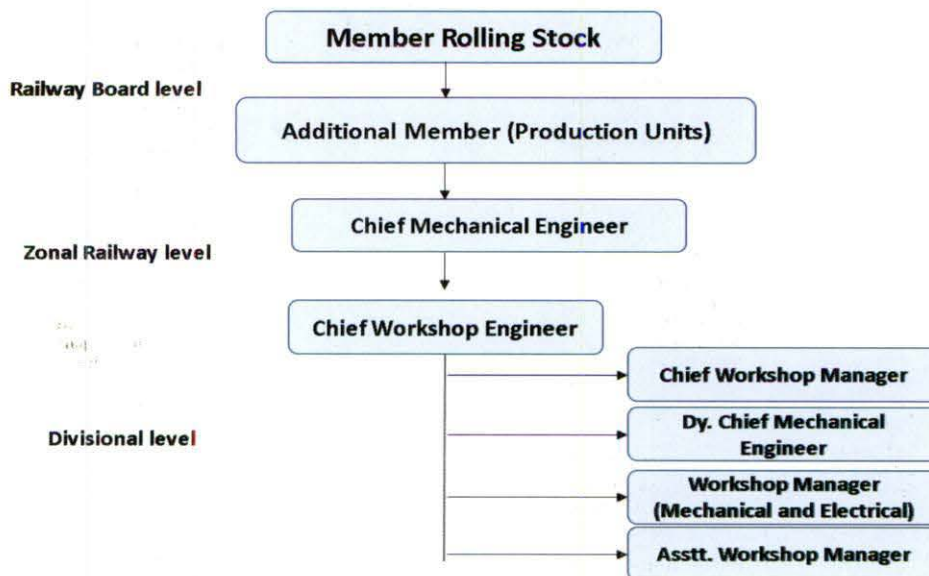 Member Rolling Stock
Railway Board level
Additional Member (Production Units)
Chief Mechanical Engineer
Zonal Railway level
Chief Workshop Engineer
Chief Workshop Manager
Divisional level
Dy. Chief Mechanical
Engineer
Workshop Manager
(Mechanical and Electrical)
Asstt. Workshop Manager